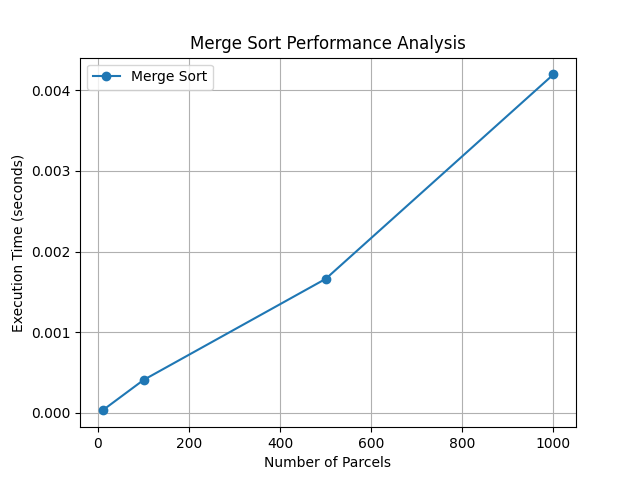 Merge Sort Performance Analysis
Merge Sort
0.004
0.003
0.002
0.001
0.000
Execution Time (seconds)
0 200 400 600 800 1000
Number of Parcels